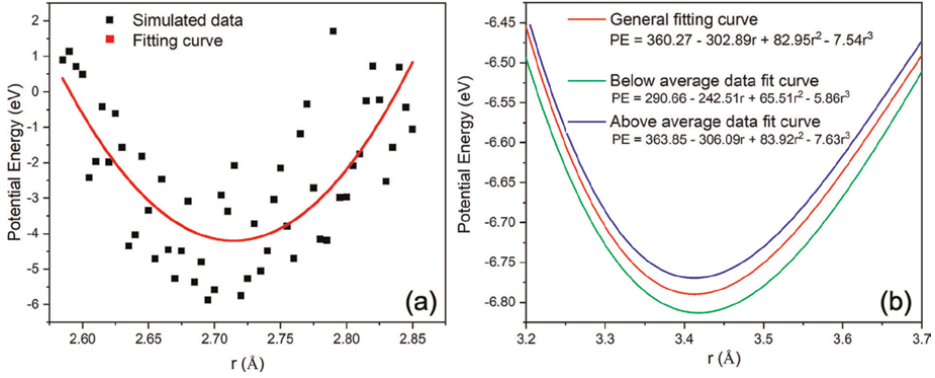 Simulated data
Fitting curve
2
1
0
-1
-2
-3
-4
-5
-6
Potential Energy (eV)
2.60
2.65
2.70
2.75
2.80
2.85
r (Å)
(a)
General fitting curve
PE = 360.27 - 302.89r + 82.95r² - 7.54r³
Below average data fit curve
PE = 290.66 - 242.51r + 65.51r² - 5.86r³
Above average data fit curve
PE = 363.85 - 306.09r + 83.92r² - 7.63r³
-6.45
-6.50
-6.55
-6.60
-6.65
-6.70
-6.75
-6.80
Potential Energy (eV)
3.2
3.3
3.4
3.5
3.6
3.7
r (Å)
(b)